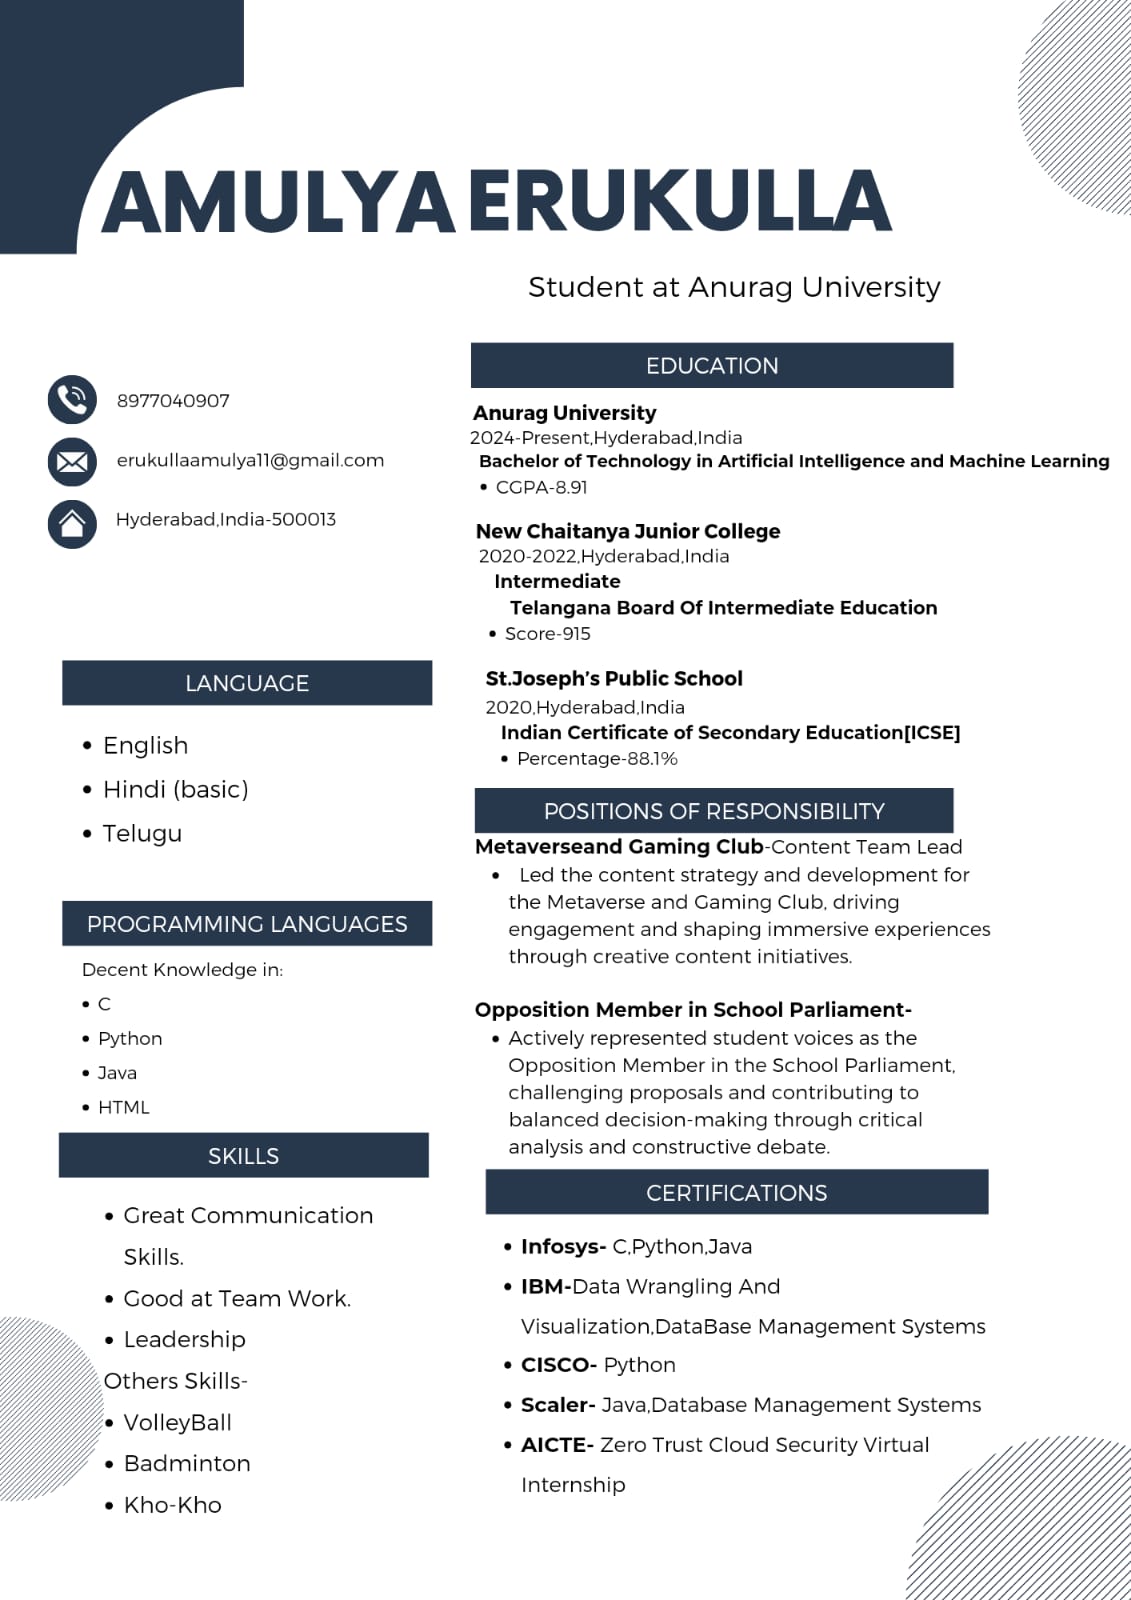 AMULYA ERUKULLA
Student at Anurag University
8977040907
erukullaamulya11@gmail.com
Hyderabad,India-500013
LANGUAGE
• English
• Hindi (basic)
• Telugu
PROGRAMMING LANGUAGES
Decent Knowledge in:
• C
• Python
• Java
• HTML
SKILLS
• Great Communication
Skills.
• Good at Team Work.
• Leadership
Others Skills-
• VolleyBall
• Badminton
• Kho-Kho
EDUCATION
Anurag University
2024-Present,Hyderabad,India
Bachelor of Technology in Artificial Intelligence and Machine Learning
• CGPA-8.91
New Chaitanya Junior College
2020-2022,Hyderabad,India
Intermediate
Telangana Board Of Intermediate Education
• Score-915
St.Joseph's Public School
2020,Hyderabad,India
Indian Certificate of Secondary Education[ICSE]
• Percentage-88.1%
POSITIONS OF RESPONSIBILITY
Metaverseand Gaming Club-Content Team Lead
• Led the content strategy and development for
the Metaverse and Gaming Club, driving
engagement and shaping immersive experiences
through creative content initiatives.
Opposition Member in School Parliament-
• Actively represented student voices as the
Opposition Member in the School Parliament,
challenging proposals and contributing to
balanced decision-making through critical
analysis and constructive debate.
CERTIFICATIONS
• Infosys- C,Python,Java
• IBM-Data Wrangling And
Visualization,DataBase Management Systems
• CISCO- Python
• Scaler- Java,Database Management Systems
• AICTE- Zero Trust Cloud Security Virtual
Internship